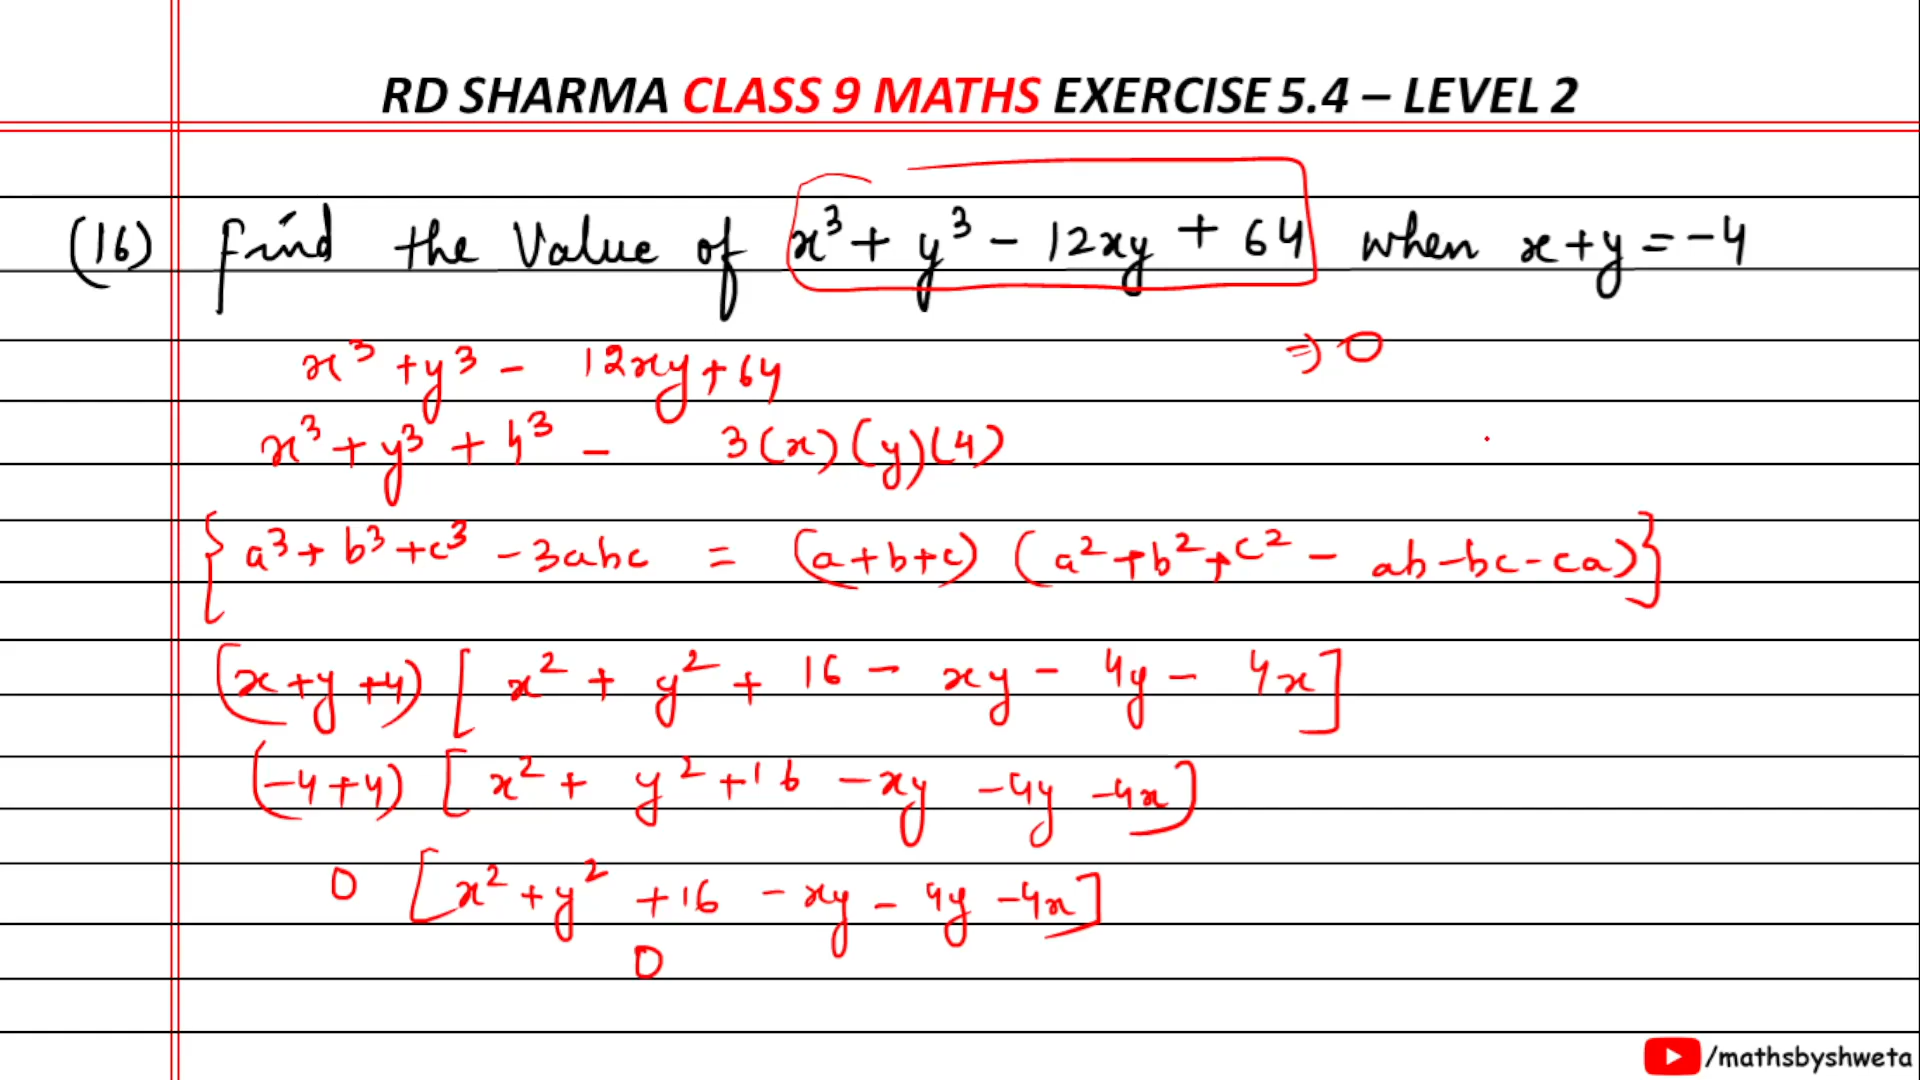 RD SHARMA CLASS 9 MATHS EXERCISE 5.4 – LEVEL 2
(16) Find the Value of x³ + y³ - 12xy + 64 when x+y = -4
⇒ 0
x³ + y³ - 12xy + 64
x³ + y³ + 4³ - 3(x)(y)(4)
{ a³ + b³ + c³ - 3abc = (a+b+c) (a² + b² + c² - ab - bc - ca) }
(x+y+4) [ x² + y² + 16 - xy - 4y - 4x ]
(-4+4) [ x² + y² + 16 - xy - 4y - 4x ]
0 [ x² + y² + 16 - xy - 4y - 4x ]
0
/mathsbyshweta